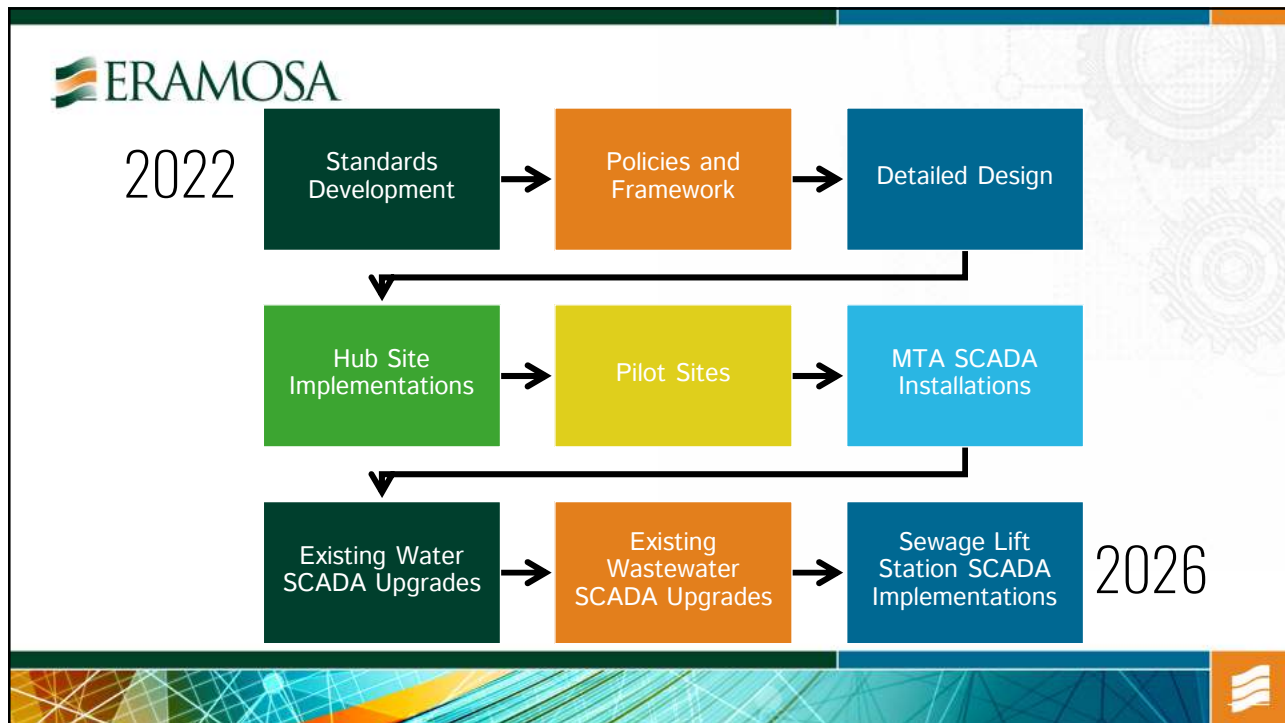 ERAMOSA
2022
Standards
Development
Policies and
Framework
Detailed Design
Hub Site
Implementations
Pilot Sites
MTA SCADA
Installations
Existing Water
SCADA Upgrades
Existing
Wastewater
SCADA Upgrades
Sewage Lift
Station SCADA
Implementations
2026